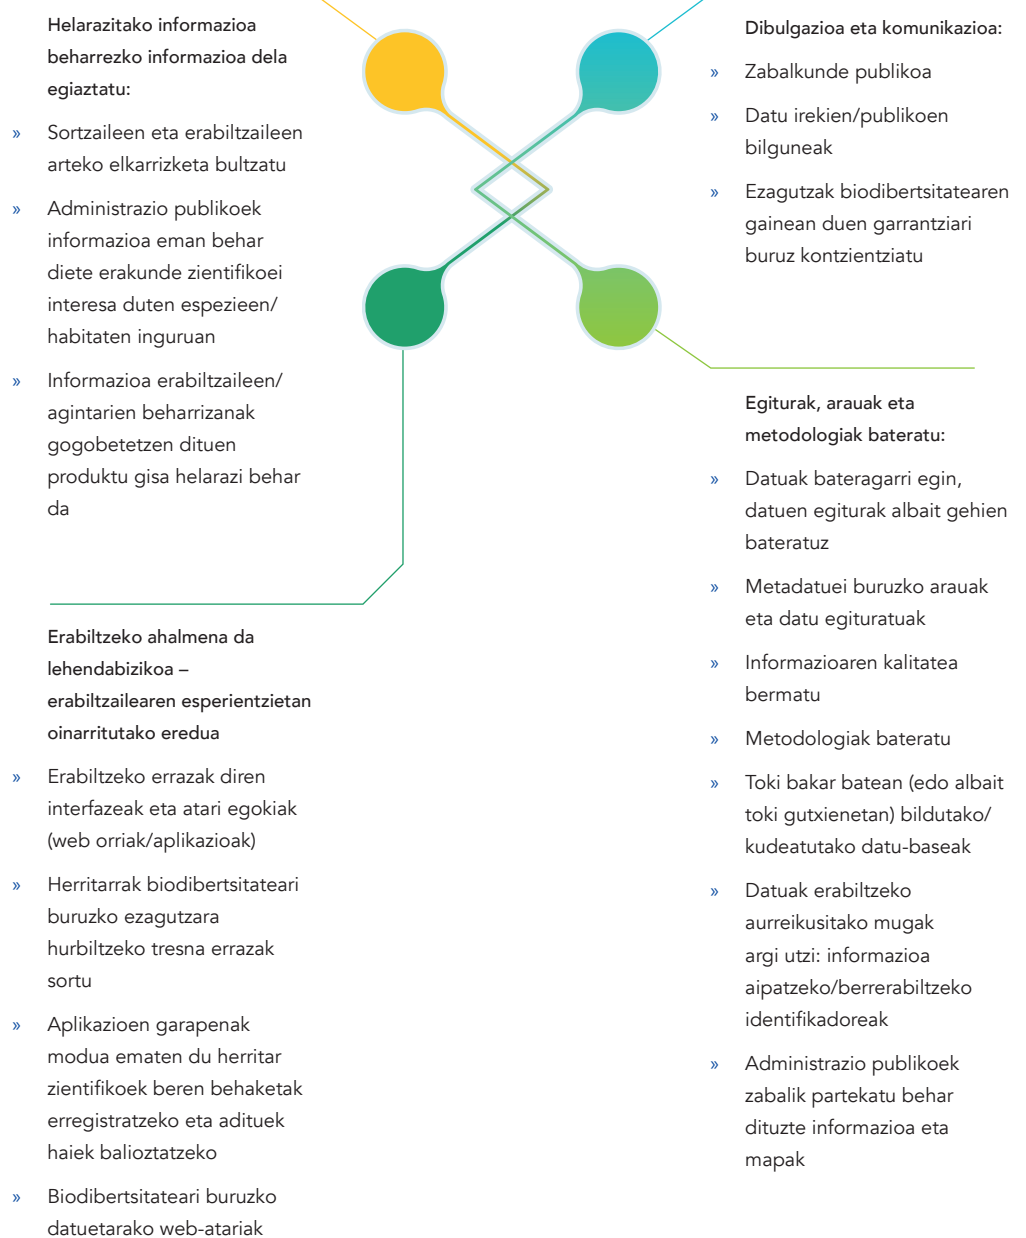 Helarazitako informazioa
beharrezko informazioa dela
egiaztatu:
» Sortzaileen eta erabiltzaileen
arteko elkarrizketa bultzatu
» Administrazio publikoek
informazioa eman behar
diete erakunde zientifikoei
interesa duten espezieen/
habitaten inguruan
» Informazioa erabiltzaileen/
agintarien beharrizanak
gogobetetzen dituen
produktu gisa helarazi behar
da
Erabiltzeko ahalmena da
lehendabizikoa –
erabiltzailearen esperientzietan
oinarritutako eredua
» Erabiltzeko errazak diren
interfazeak eta atari egokiak
(web orriak/aplikazioak)
» Herritarrak biodibertsitateari
buruzko ezagutzara
hurbiltzeko tresna errazak
sortu
» Aplikazioen garapenak
modua ematen du herritar
zientifikoek beren behaketak
erregistratzeko eta adituek
haiek balioztatzeko
» Biodibertsitateari buruzko
datuetarako web-atariak
Dibulgazioa eta komunikazioa:
» Zabalkunde publikoa
» Datu irekien/publikoen
bilguneak
» Ezagutzak biodibertsitatearen
gainean duen garrantziari
buruz kontzientziatu
Egiturak, arauak eta
metodologiak bateratu:
» Datuak bateragarri egin,
datuen egiturak albait gehien
bateratuz
» Metadatuei buruzko arauak
eta datu egituratuak
» Informazioaren kalitatea
bermatu
» Metodologiak bateratu
» Toki bakar batean (edo albait
toki gutxienetan) bildutako/
kudeatutako datu-baseak
» Datuak erabiltzeko
aurreikusitako mugak
argi utzi: informazioa
aipatzeko/berrerabiltzeko
identifikadoreak
» Administrazio publikoek
zabalik partekatu behar
dituzte informazioa eta
mapak